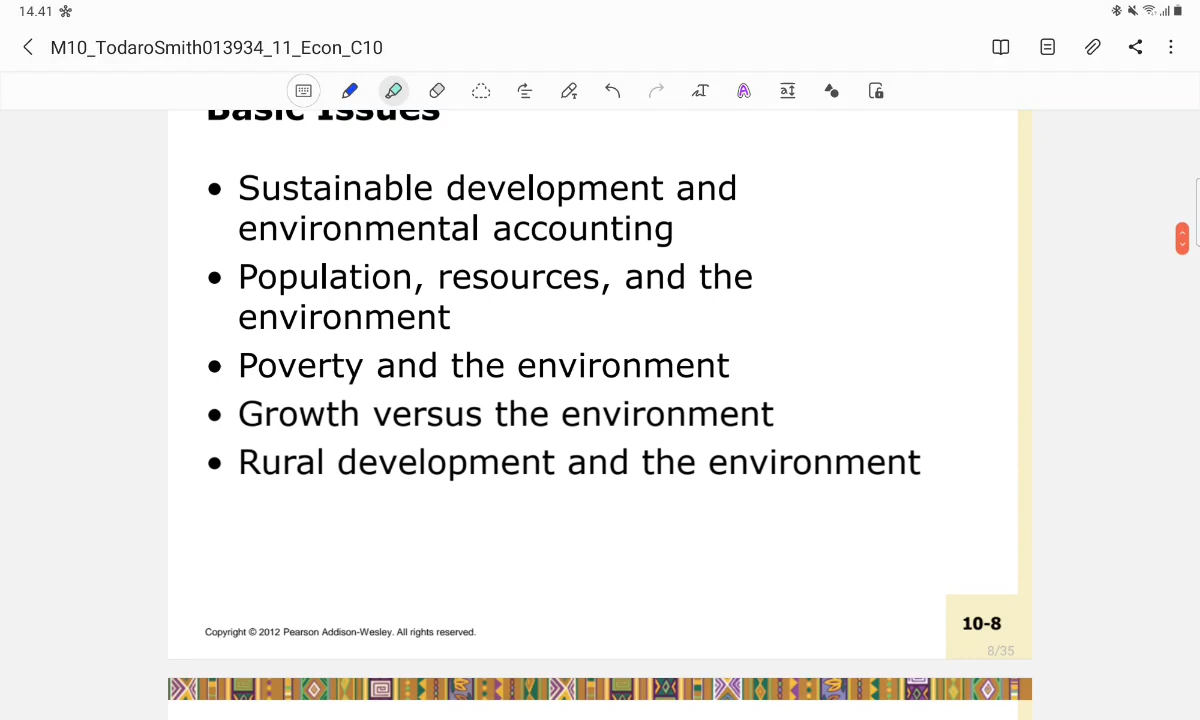 14.41
M10_TodaroSmith013934_11_Econ_C10
Basic Issues
• Sustainable development and
environmental accounting
• Population, resources, and the
environment
• Poverty and the environment
• Growth versus the environment
• Rural development and the environment
Copyright © 2012 Pearson Addison-Wesley. All rights reserved.
10-8
8/35